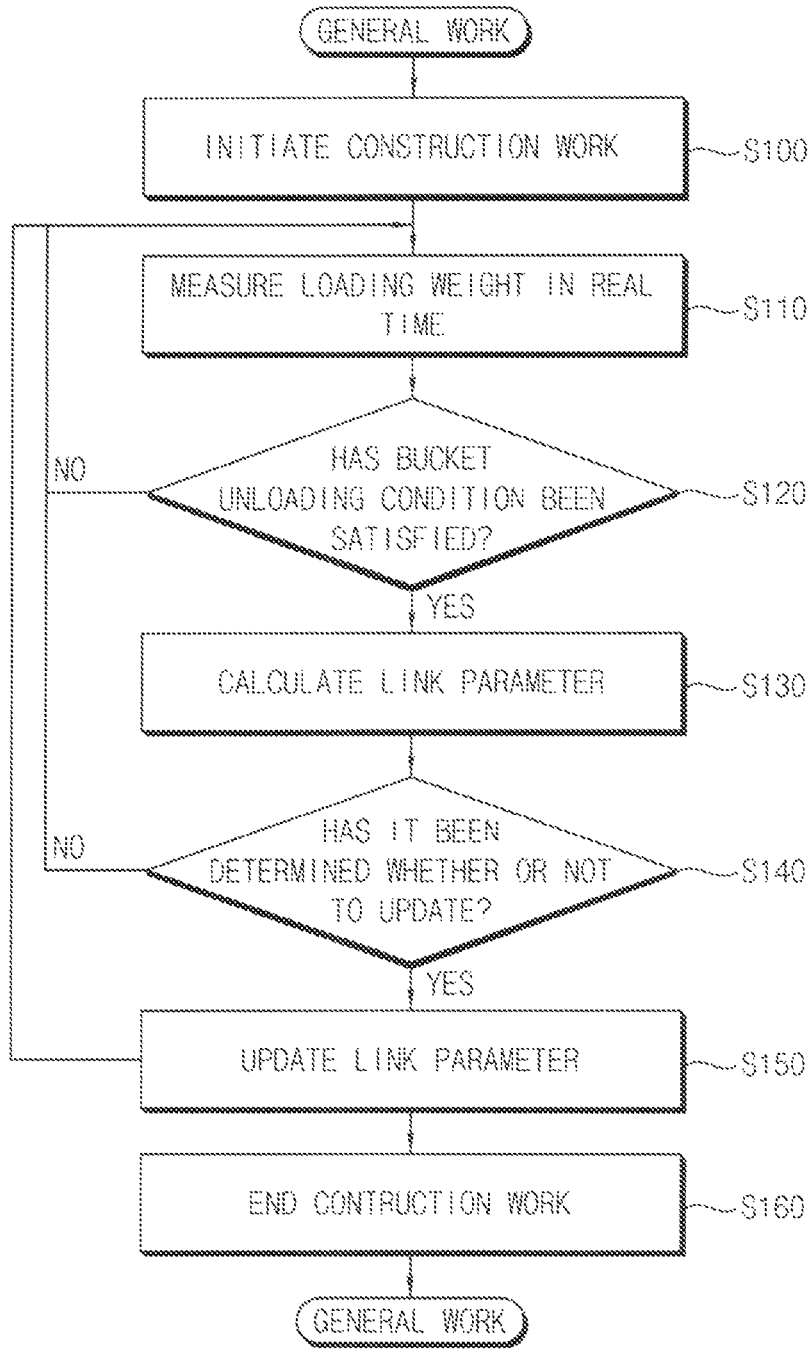 GENERAL WORK
INITIATE CONSTRUCTION WORK
S100
MEASURE LOADING WEIGHT IN REAL
TIME
S110
HAS BUCKET
UNLOADING CONDITION BEEN
SATISFIED?
S120
NO
YES
CALCULATE LINK PARAMETER
S130
HAS IT BEEN
DETERMINED WHETHER OR NOT
TO UPDATE?
S140
NO
YES
UPDATE LINK PARAMETER
S150
END CONTRUCTION WORK
S160
GENERAL WORK